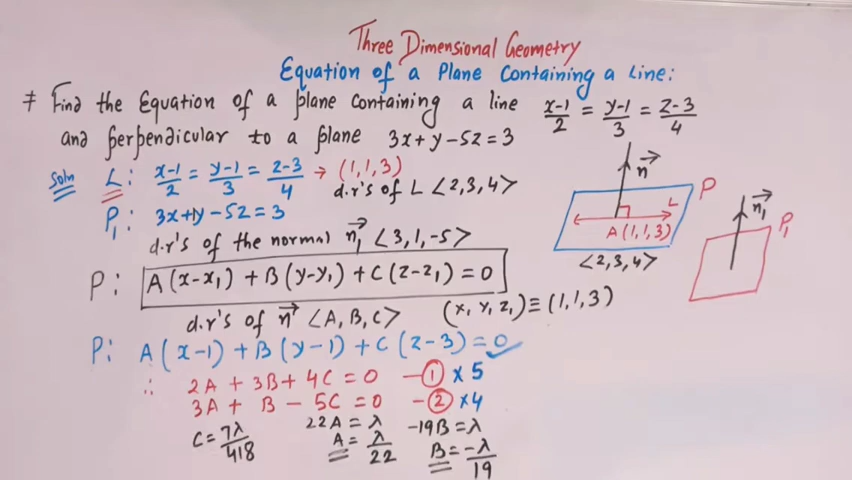 Three Dimensional Geometry
Equation of a Plane Containing a Line:
# Find the Equation of a plane containing a line x-1/2 = y-1/3 = z-3/4
and perpendicular to a plane 3x+y-5z=3
Soln L: x-1/2 = y-1/3 = z-3/4 → (1,1,3)
d.r's of L <2,3,4>
P₁: 3x+y-5z=3
d.r's of the normal n₁→ <3,1,-5>
P: A(x-x₁)+B(y-y₁)+C(z-z₁)=0
d.r's of n→ <A,B,C> (x₁ y₁ z₁)≡(1,1,3)
P: A(x-1)+B(y-1)+C(z-3)=0
∴ 2A+3B+4C=0 -① ×5
3A+B-5C=0 -② ×4
22A=λ -19B=λ
C=7λ/418 A=λ/22 B=-λ/19
n→
P
L
A(1,1,3)
<2,3,4>
n₁→
P₁